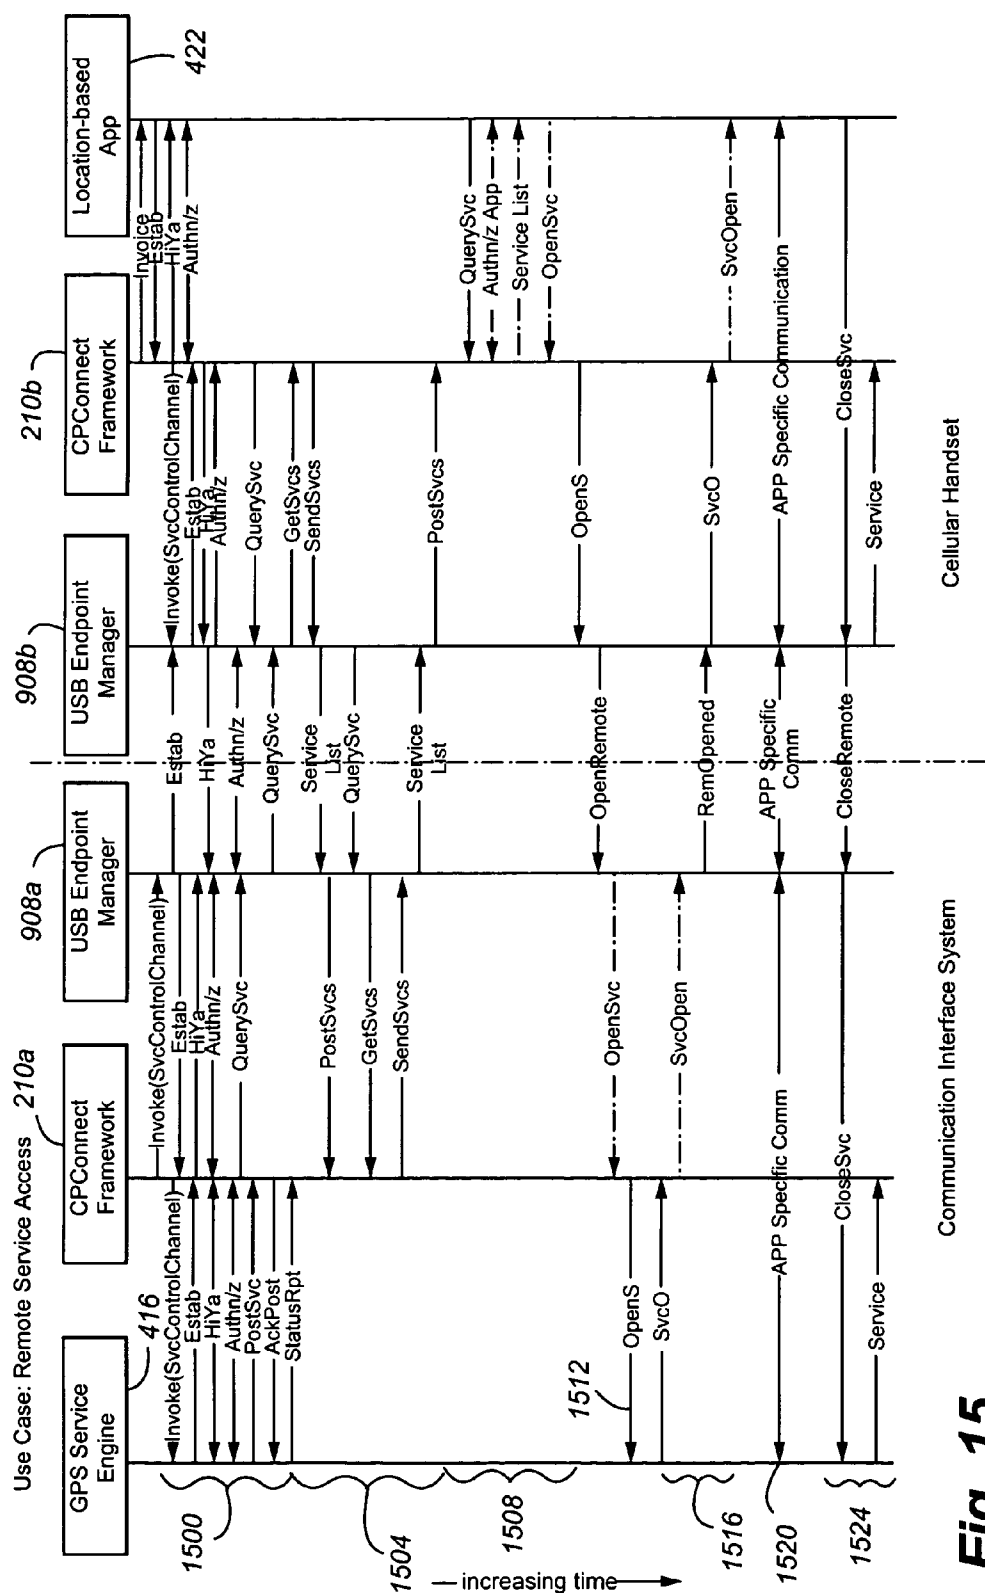 Use Case: Remote Service Access
416
210a
908a
908b
210b
422
GPS Service
Engine
CPConnect
Framework
USB Endpoint
Manager
USB Endpoint
Manager
CPConnect
Framework
Location-based
App
Invoke(SvcControlChannel)
Estab
HiYa
Authn/z
PostSvc
AckPost
StatusRpt
OpenS
SvcO
APP Specific Comm
CloseSvc
Service
Invoke(SvcControlChannel)
Estab
HiYa
Authn/z
QuerySvc
PostSvcs
GetSvcs
SendSvcs
OpenSvc
SvcOpen
Estab
HiYa
Authn/z
QuerySvc
Service
List
QuerySvc
Service
List
OpenRemote
RemOpened
APP Specific
Comm
CloseRemote
Invoke(SvcControlChannel)
Estab
HiYa
Authn/z
QuerySvc
GetSvcs
SendSvcs
PostSvcs
OpenS
SvcO
APP Specific Communication
CloseSvc
Service
Invoice
Estab
HiYa
Authn/z
QuerySvc
Authn/z App
Service List
OpenSvc
SvcOpen
1500
1504
1508
1512
1516
1520
1524
increasing time
Communication Interface System
Cellular Handset
Fig. 15